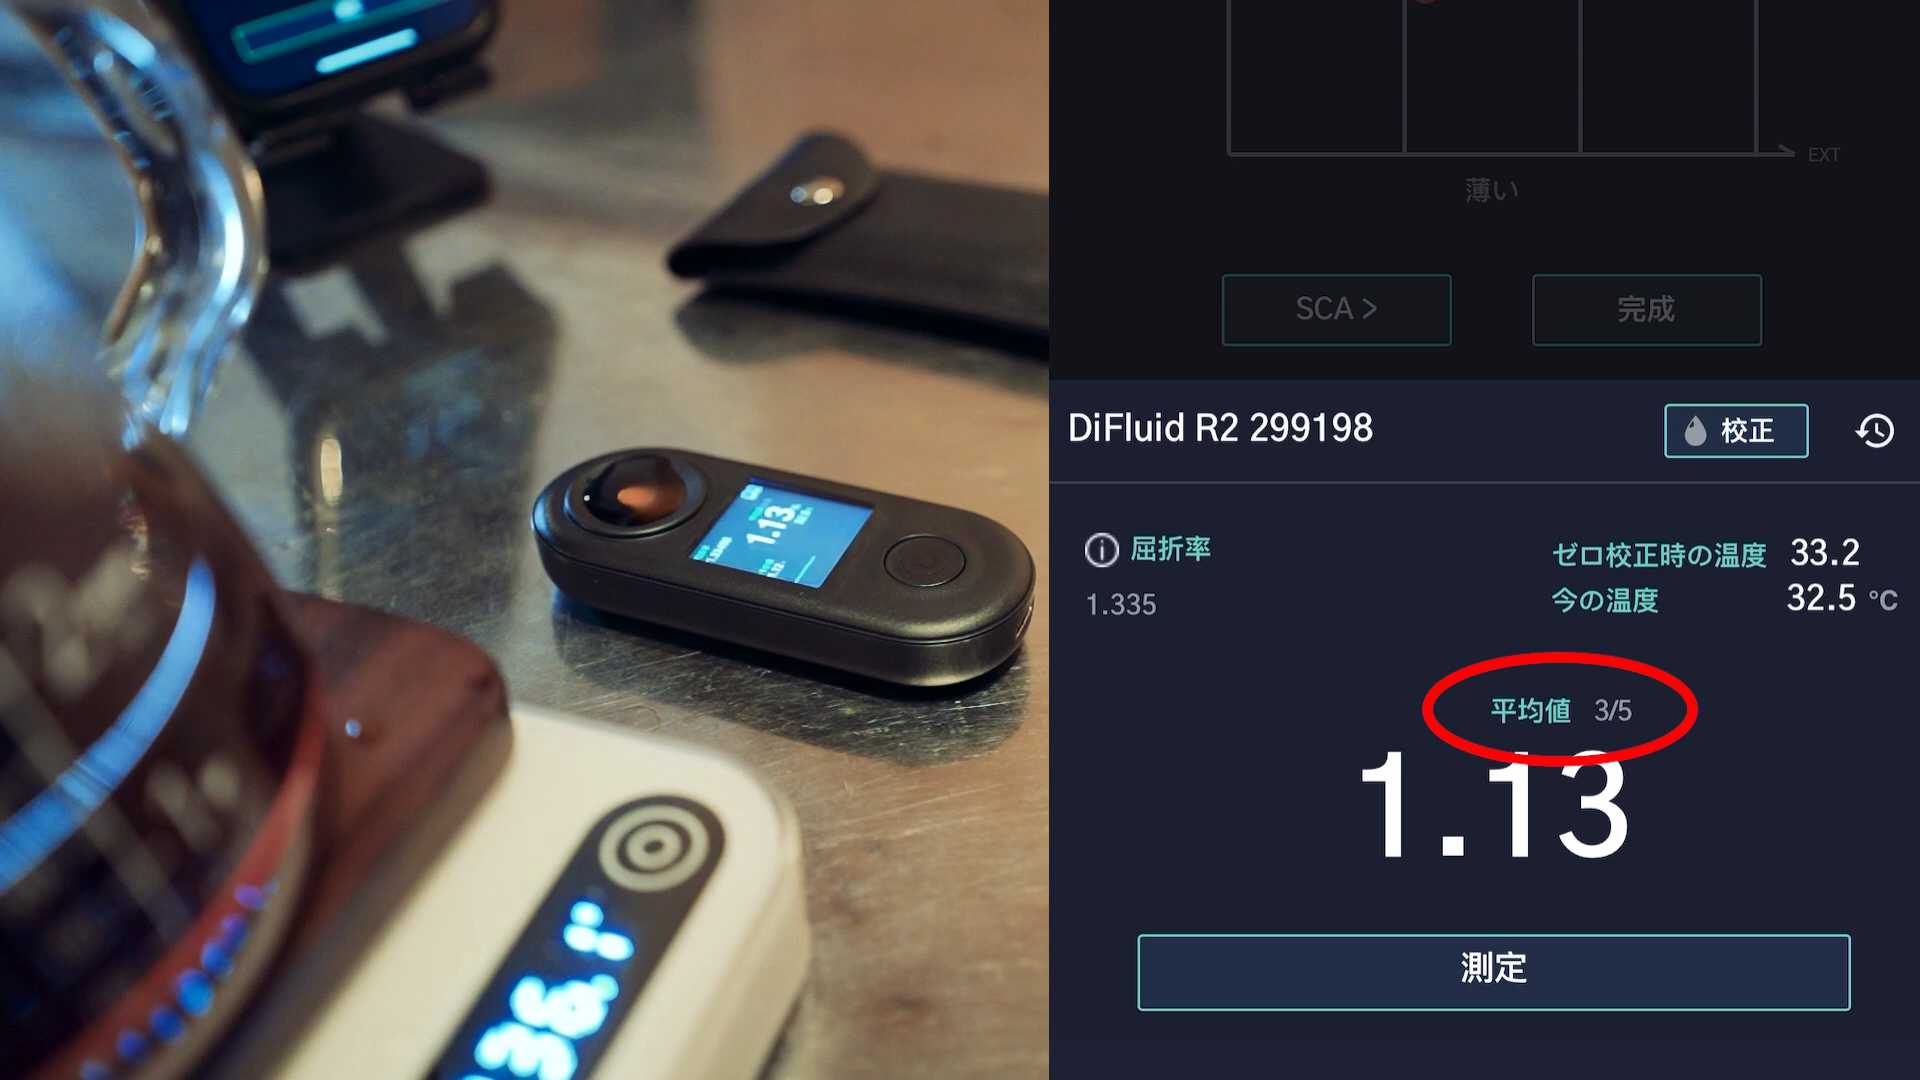 1.13
EXT
薄い
SCA >
完成
DiFluid R2 299198
校正
屈折率
1.335
ゼロ校正時の温度 33.2
今の温度 32.5 °C
平均値 3/5
1.13
測定